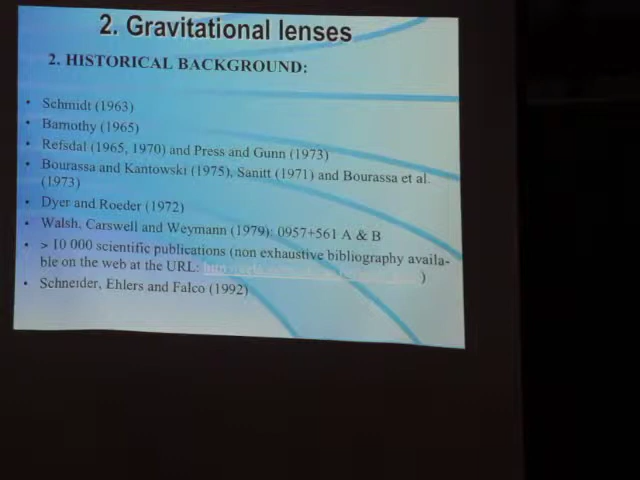 2. Gravitational lenses
2. HISTORICAL BACKGROUND:
• Schmidt (1963)
• Barnothy (1965)
• Refsdal (1965, 1970) and Press and Gunn (1973)
• Bourassa and Kantowski (1975), Sanitt (1971) and Bourassa et al.
(1973)
• Dyer and Roeder (1972)
• Walsh, Carswell and Weymann (1979): 0957+561 A & B
• > 10 000 scientific publications (non exhaustive bibliography availa-
ble on the web at the URL: )
• Schneider, Ehlers and Falco (1992)